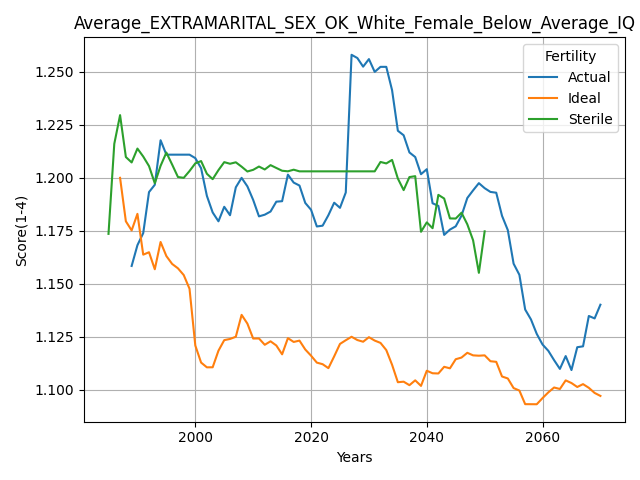 Average_EXTRAMARITAL_SEX_OK_White_Female_Below_Average_IQ
Score(1-4)
1.250
1.225
1.200
1.175
1.150
1.125
1.100
Fertility
Actual
Ideal
Sterile
2000
2020
2040
2060
Years